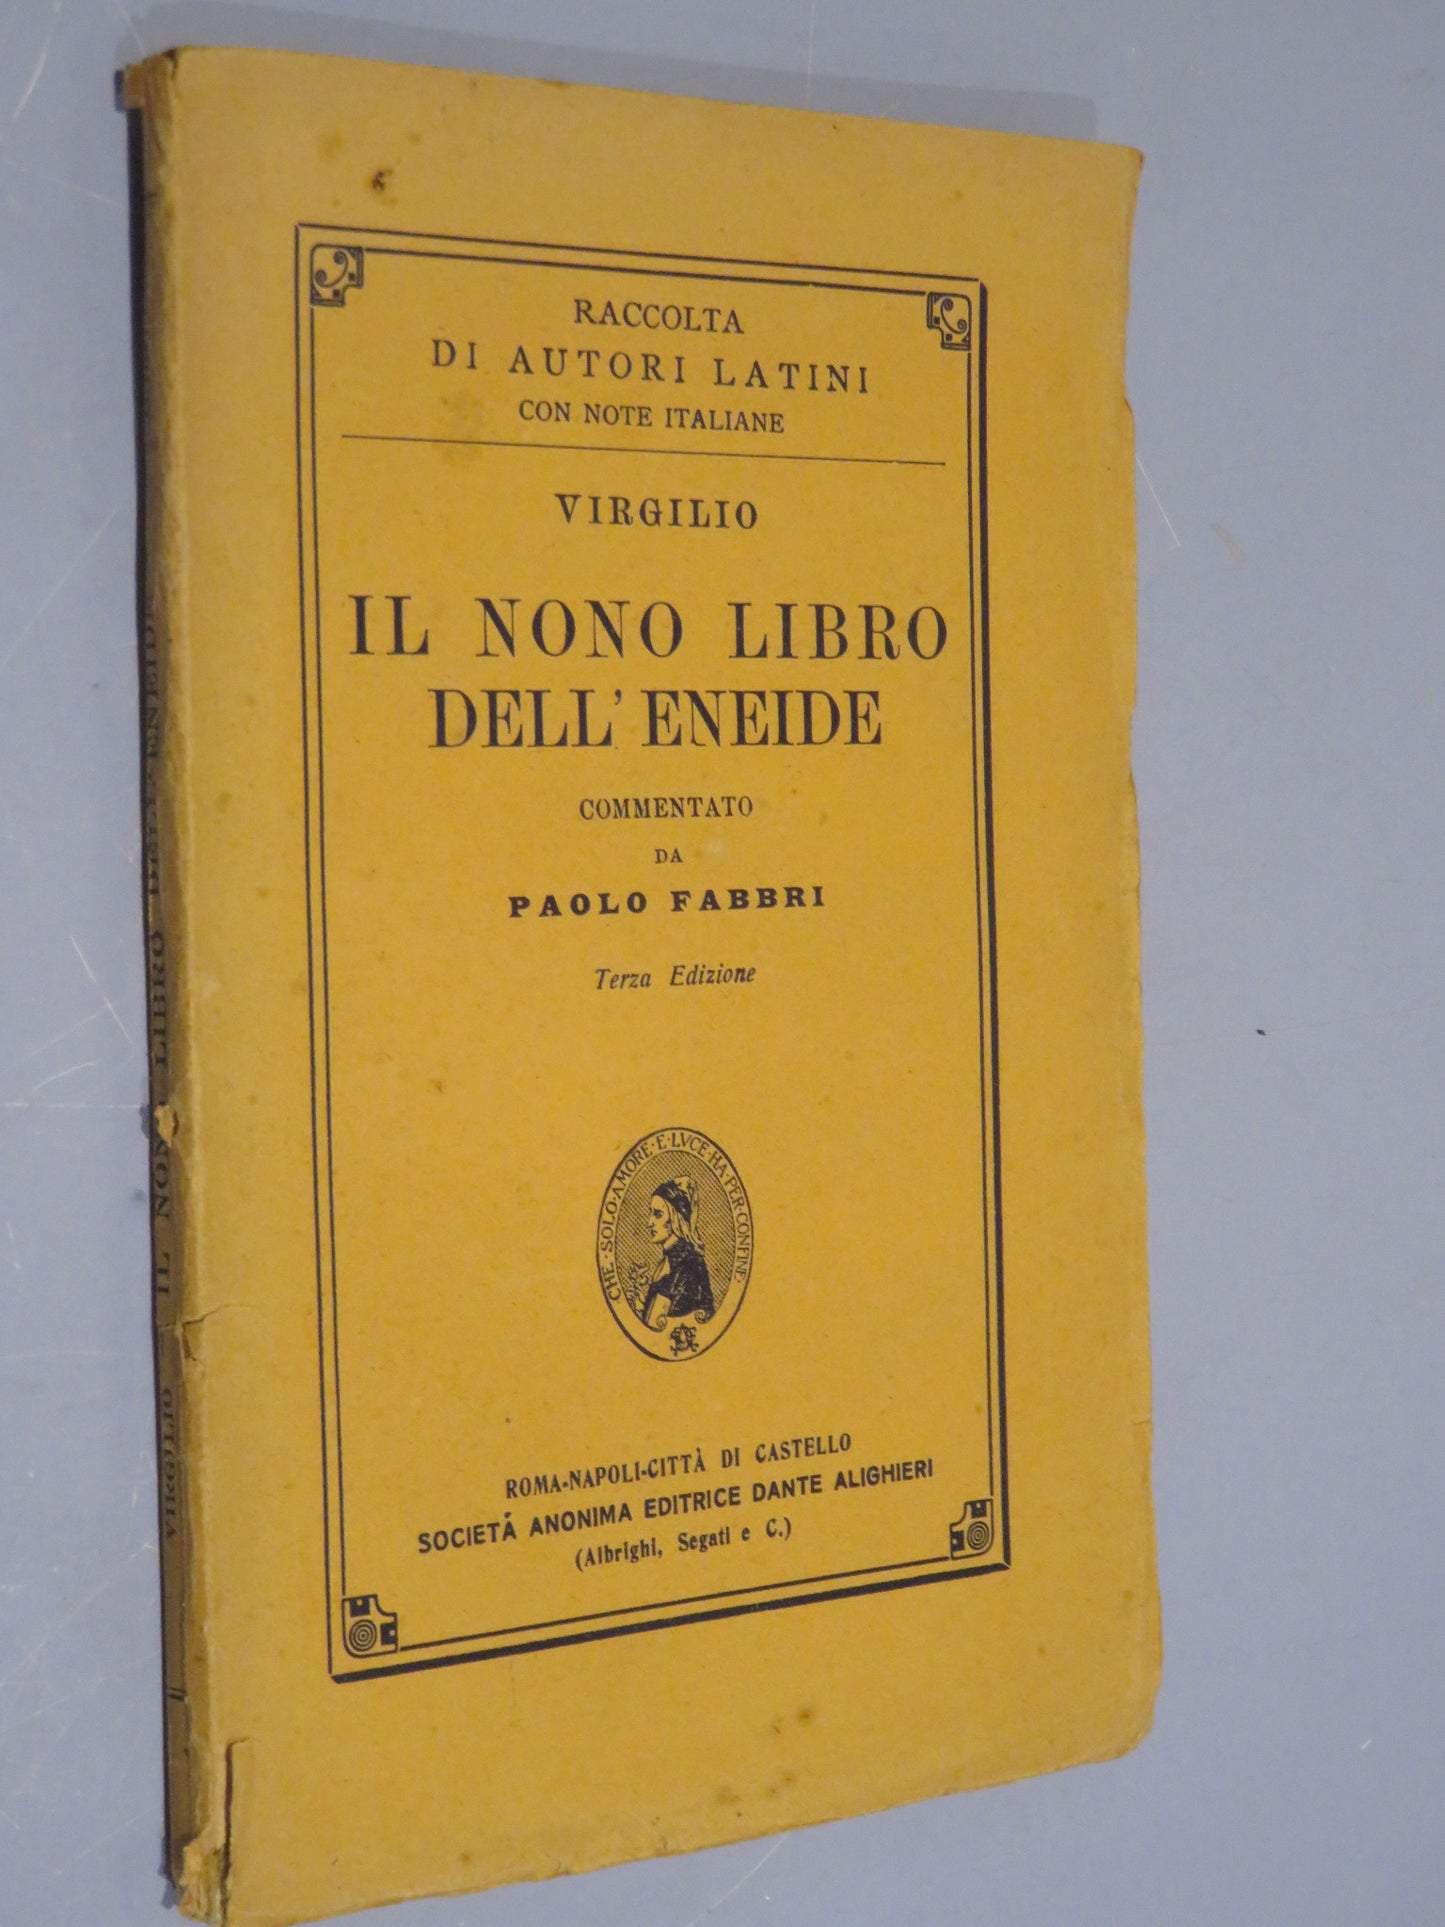 RACCOLTA
DI AUTORI LATINI
CON NOTE ITALIANE
VIRGILIO
IL NONO LIBRO
DELL'ENEIDE
COMMENTATO
DA
PAOLO FABBRI
Terza Edizione
CHE·SOLO·AMORE·E·LVCE·HA·PER·CONFINE·
ROMA-NAPOLI-CITTÀ DI CASTELLO
SOCIETÀ ANONIMA EDITRICE DANTE ALIGHIERI
(Albrighi, Segati e C.)
VIRGILIO IL NONO LIBRO DELL'ENEIDE